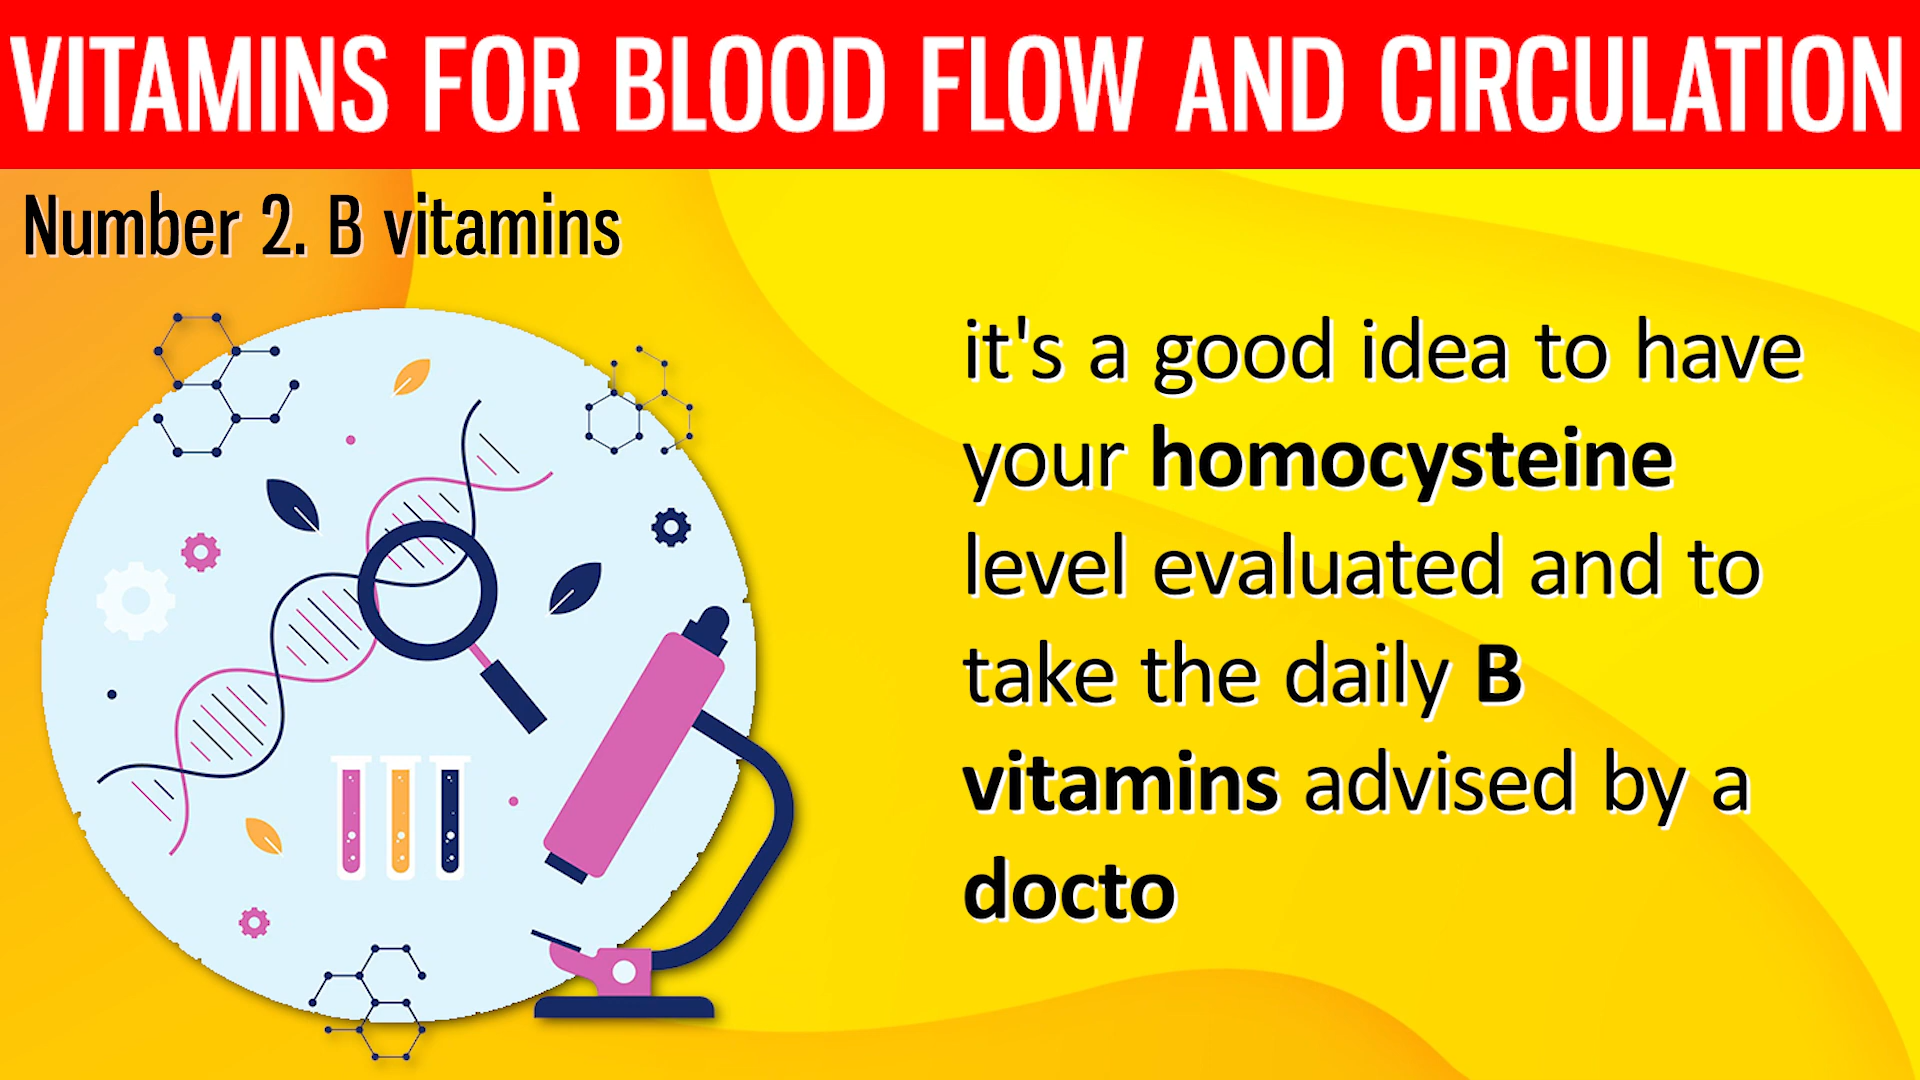 VITAMINS FOR BLOOD FLOW AND CIRCULATION
Number 2. B vitamins
it's a good idea to have
your homocysteine
level evaluated and to
take the daily B
vitamins advised by a
docto